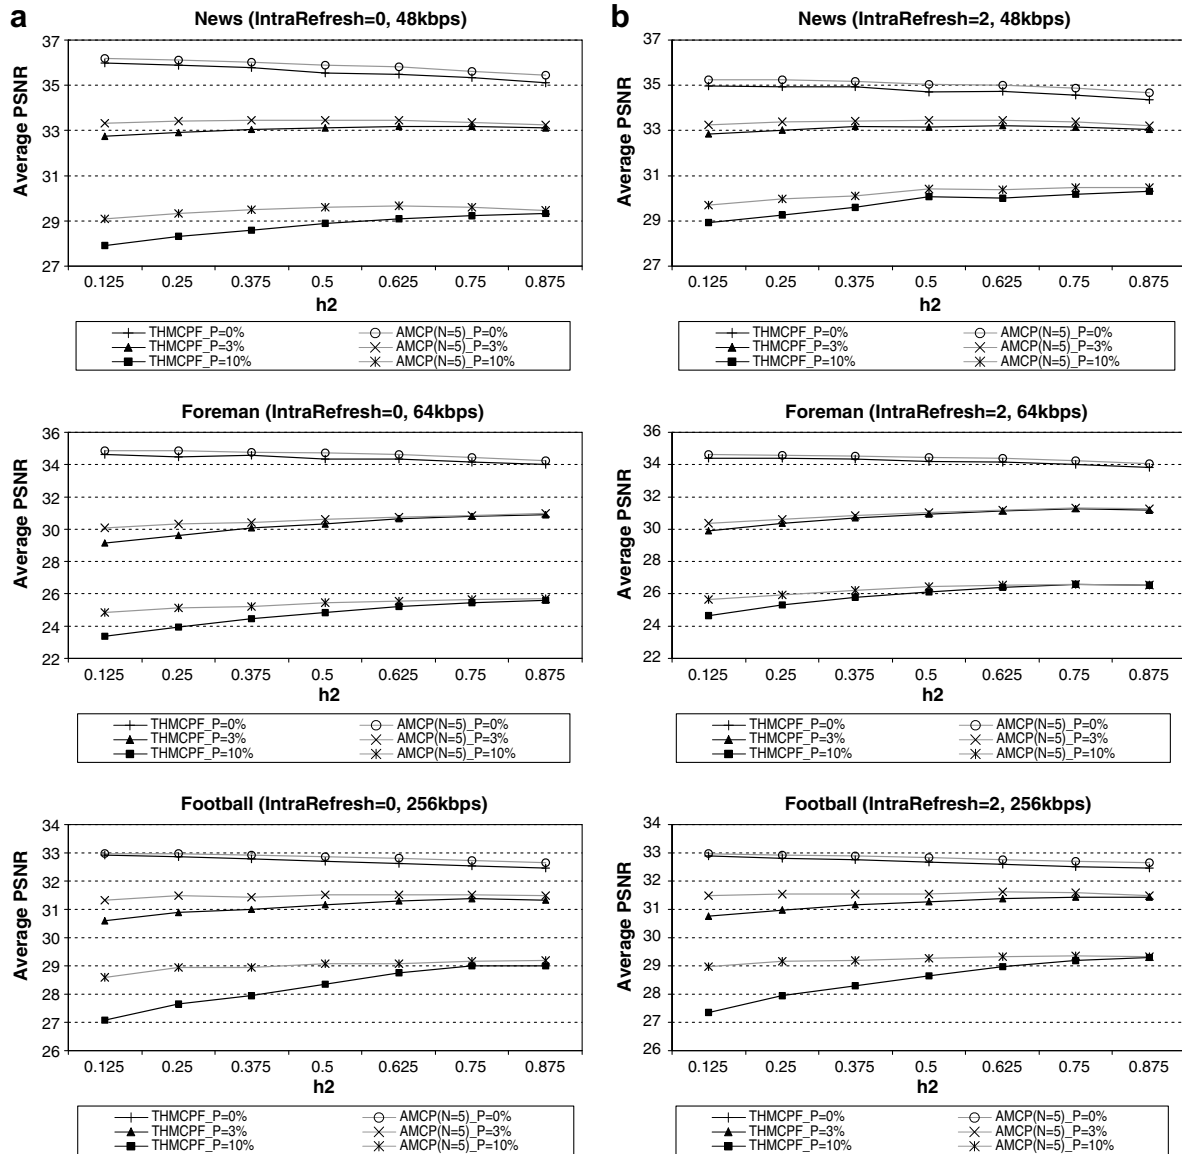 a
News (IntraRefresh=0, 48kbps)
Average PSNR
37
35
33
31
29
27
0.125 0.25 0.375 0.5 0.625 0.75 0.875
h2
THMCPF_P=0% AMCP(N=5)_P=0%
THMCPF_P=3% AMCP(N=5)_P=3%
THMCPF_P=10% AMCP(N=5)_P=10%
b
News (IntraRefresh=2, 48kbps)
Average PSNR
37
35
33
31
29
27
0.125 0.25 0.375 0.5 0.625 0.75 0.875
h2
THMCPF_P=0% AMCP(N=5)_P=0%
THMCPF_P=3% AMCP(N=5)_P=3%
THMCPF_P=10% AMCP(N=5)_P=10%
Foreman (IntraRefresh=0, 64kbps)
Average PSNR
36
34
32
30
28
26
24
22
0.125 0.25 0.375 0.5 0.625 0.75 0.875
h2
THMCPF_P=0% AMCP(N=5)_P=0%
THMCPF_P=3% AMCP(N=5)_P=3%
THMCPF_P=10% AMCP(N=5)_P=10%
Foreman (IntraRefresh=2, 64kbps)
Average PSNR
36
34
32
30
28
26
24
22
0.125 0.25 0.375 0.5 0.625 0.75 0.875
h2
THMCPF_P=0% AMCP(N=5)_P=0%
THMCPF_P=3% AMCP(N=5)_P=3%
THMCPF_P=10% AMCP(N=5)_P=10%
Football (IntraRefresh=0, 256kbps)
Average PSNR
34
33
32
31
30
29
28
27
26
0.125 0.25 0.375 0.5 0.625 0.75 0.875
h2
THMCPF_P=0% AMCP(N=5)_P=0%
THMCPF_P=3% AMCP(N=5)_P=3%
THMCPF_P=10% AMCP(N=5)_P=10%
Football (IntraRefresh=2, 256kbps)
Average PSNR
34
33
32
31
30
29
28
27
26
0.125 0.25 0.375 0.5 0.625 0.75 0.875
h2
THMCPF_P=0% AMCP(N=5)_P=0%
THMCPF_P=3% AMCP(N=5)_P=3%
THMCPF_P=10% AMCP(N=5)_P=10%